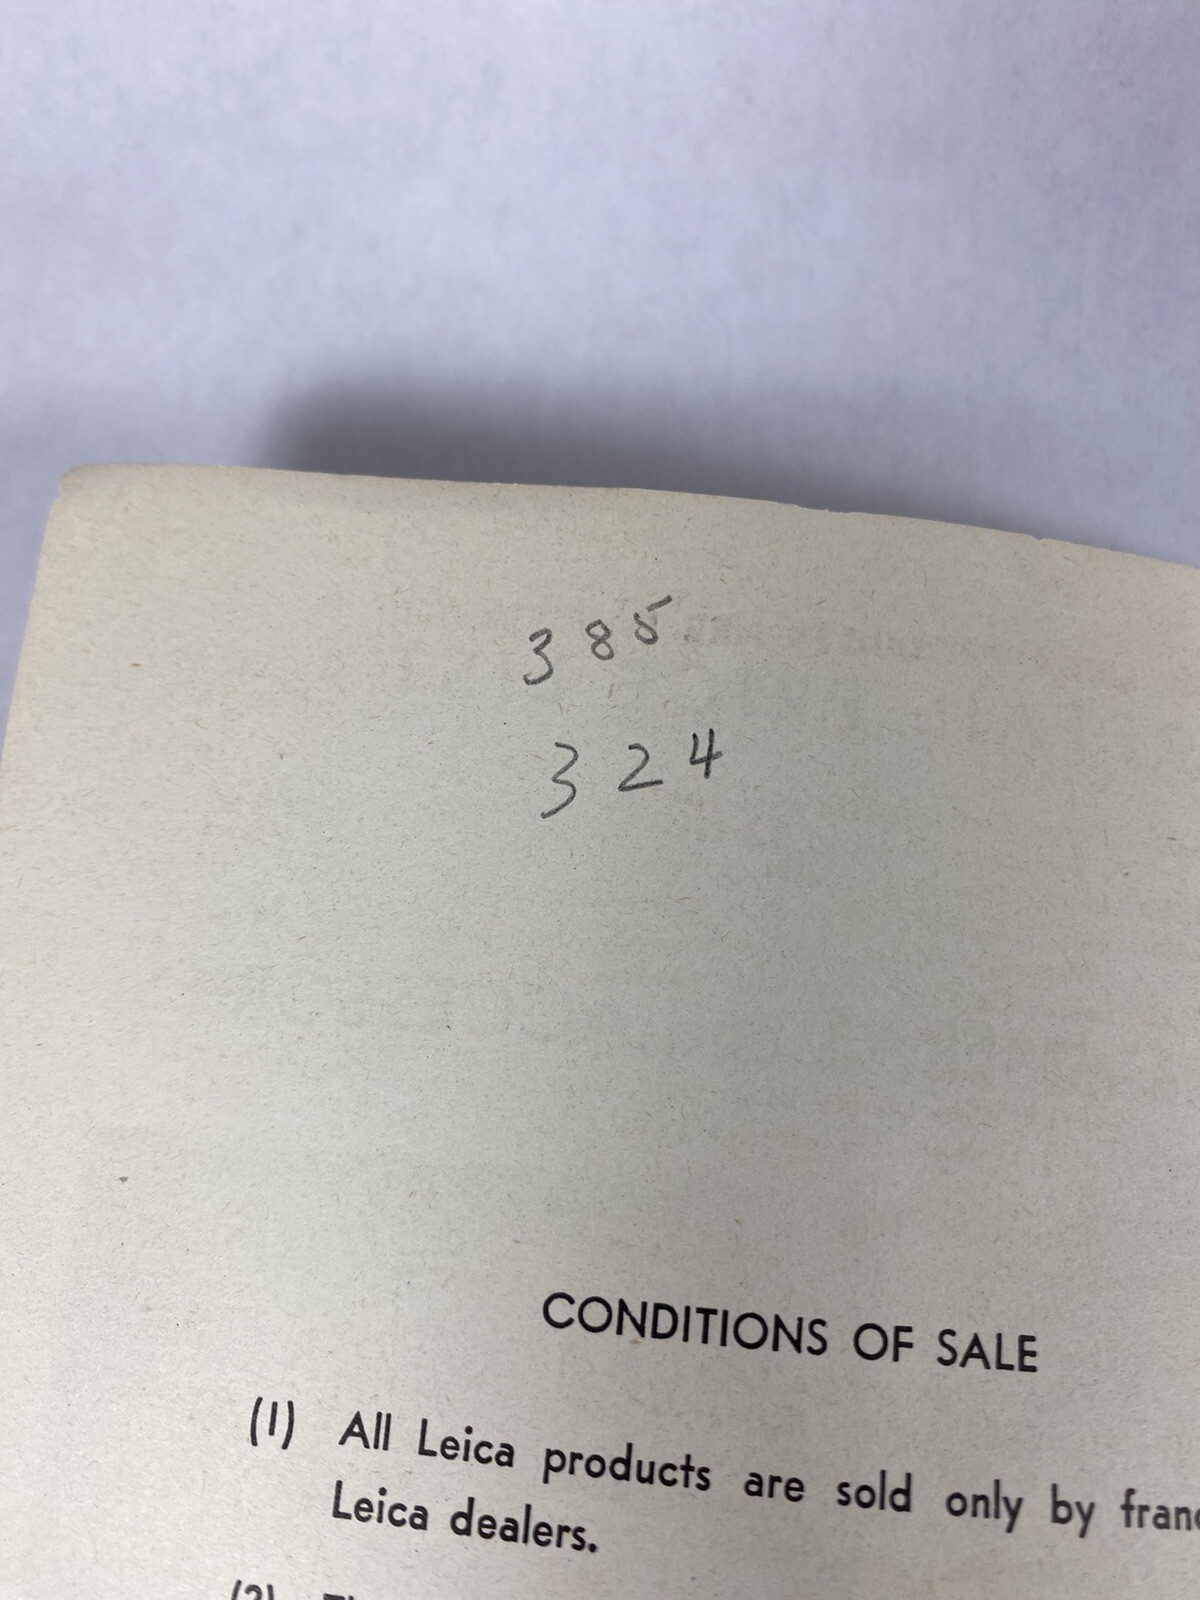 385
324
CONDITIONS OF SALE
(1) All Leica products are sold only by
Leica dealers.